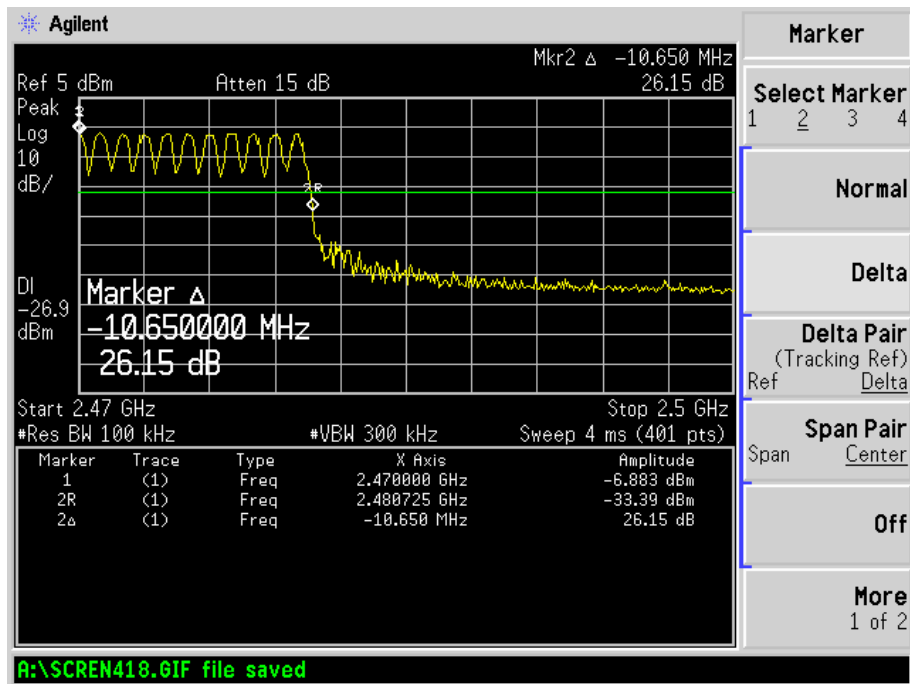 Agilent
Marker
Mkr2 Δ −10.650 MHz
Ref 5 dBm Atten 15 dB 26.15 dB
Peak
Log
10
dB/
2R
DI
−26.9
dBm
Marker Δ
−10.650000 MHz
26.15 dB
Start 2.47 GHz Stop 2.5 GHz
#Res BW 100 kHz #VBW 300 kHz Sweep 4 ms (401 pts)
Marker Trace Type X Axis Amplitude
1 (1) Freq 2.470000 GHz −6.883 dBm
2R (1) Freq 2.480725 GHz −33.39 dBm
2Δ (1) Freq −10.650 MHz 26.15 dB
Select Marker
1 2 3 4
Normal
Delta
Delta Pair
(Tracking Ref)
Ref Delta
Span Pair
Span Center
Off
More
1 of 2
A:\SCREN418.GIF file saved